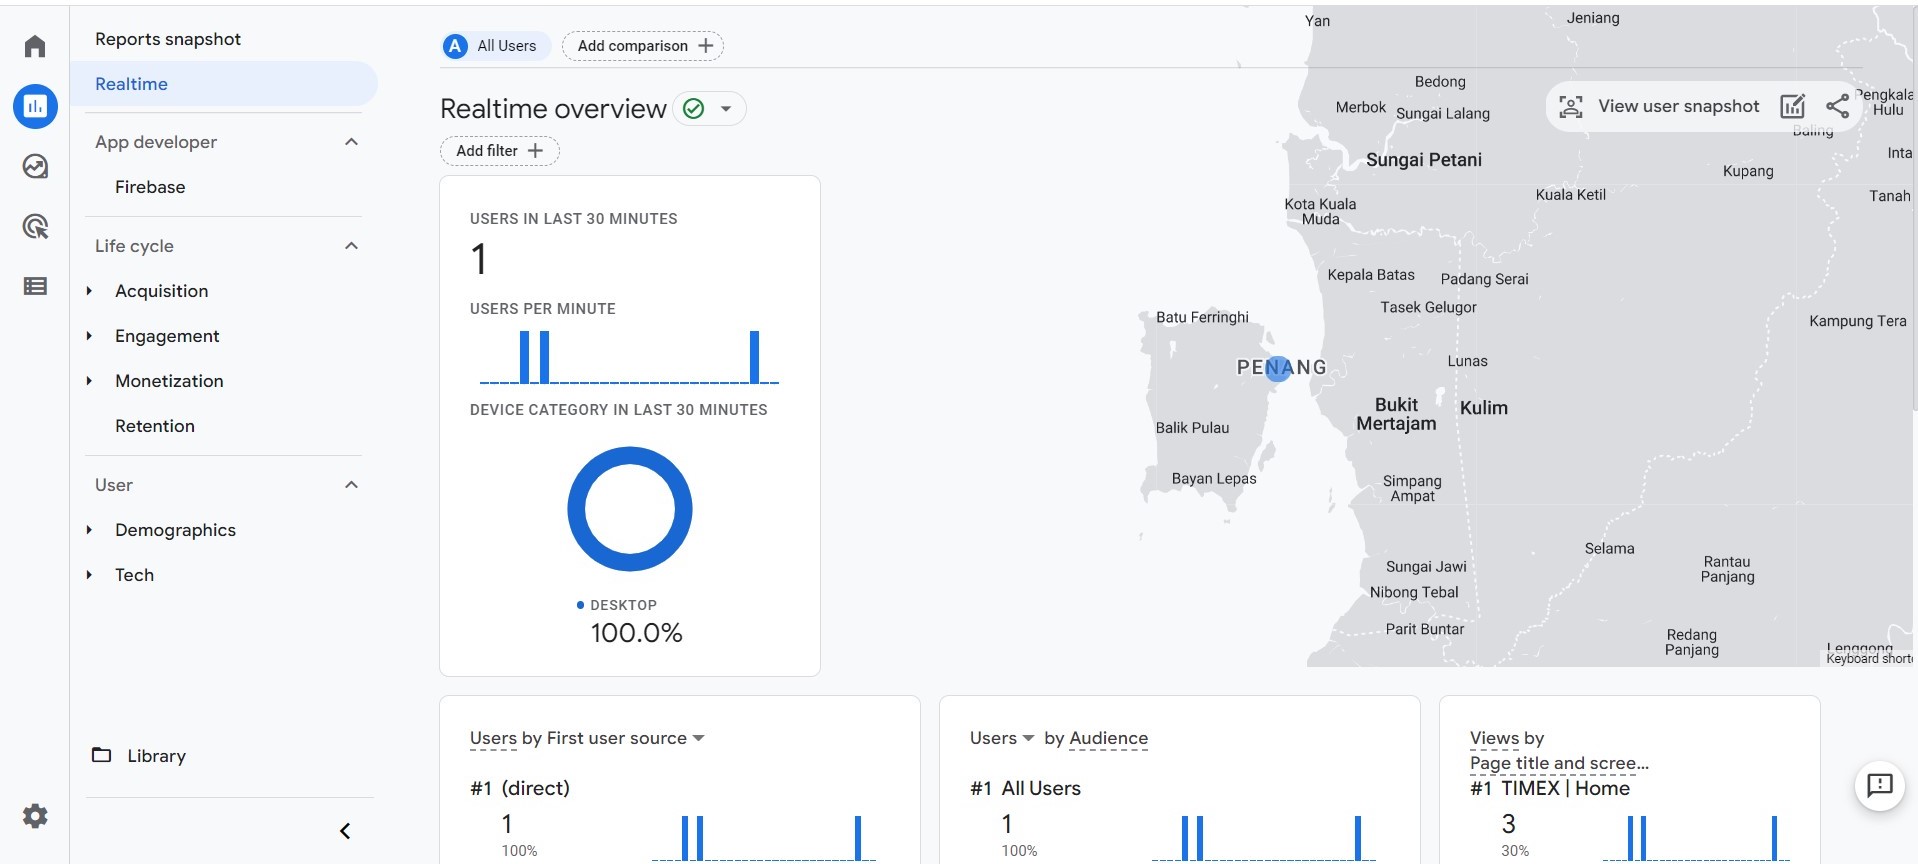 Reports snapshot
Realtime
App developer
Firebase
Life cycle
Acquisition
Engagement
Monetization
Retention
User
Demographics
Tech
Library
A All Users
Add comparison
Realtime overview
Add filter
USERS IN LAST 30 MINUTES
1
USERS PER MINUTE
DEVICE CATEGORY IN LAST 30 MINUTES
DESKTOP
100.0%
View user snapshot
Yan
Jeniang
Bedong
Merbok
Sungai Lalang
Pengkala
Hulu
Baling
Sungai Petani
Inta
Kupang
Kuala Ketil
Tanah
Kota Kuala
Muda
Kepala Batas
Padang Serai
Tasek Gelugor
Batu Ferringhi
Kampung Tera
PENANG
Lunas
Bukit
Mertajam
Kulim
Balik Pulau
Bayan Lepas
Simpang
Ampat
Selama
Rantau
Panjang
Sungai Jawi
Nibong Tebal
Parit Buntar
Redang
Panjang
Lenggong
Keyboard shortc
Users by First user source
#1 (direct)
1
100%
Users by Audience
#1 All Users
1
100%
Views by
Page title and scree...
#1 TIMEX | Home
3
30%